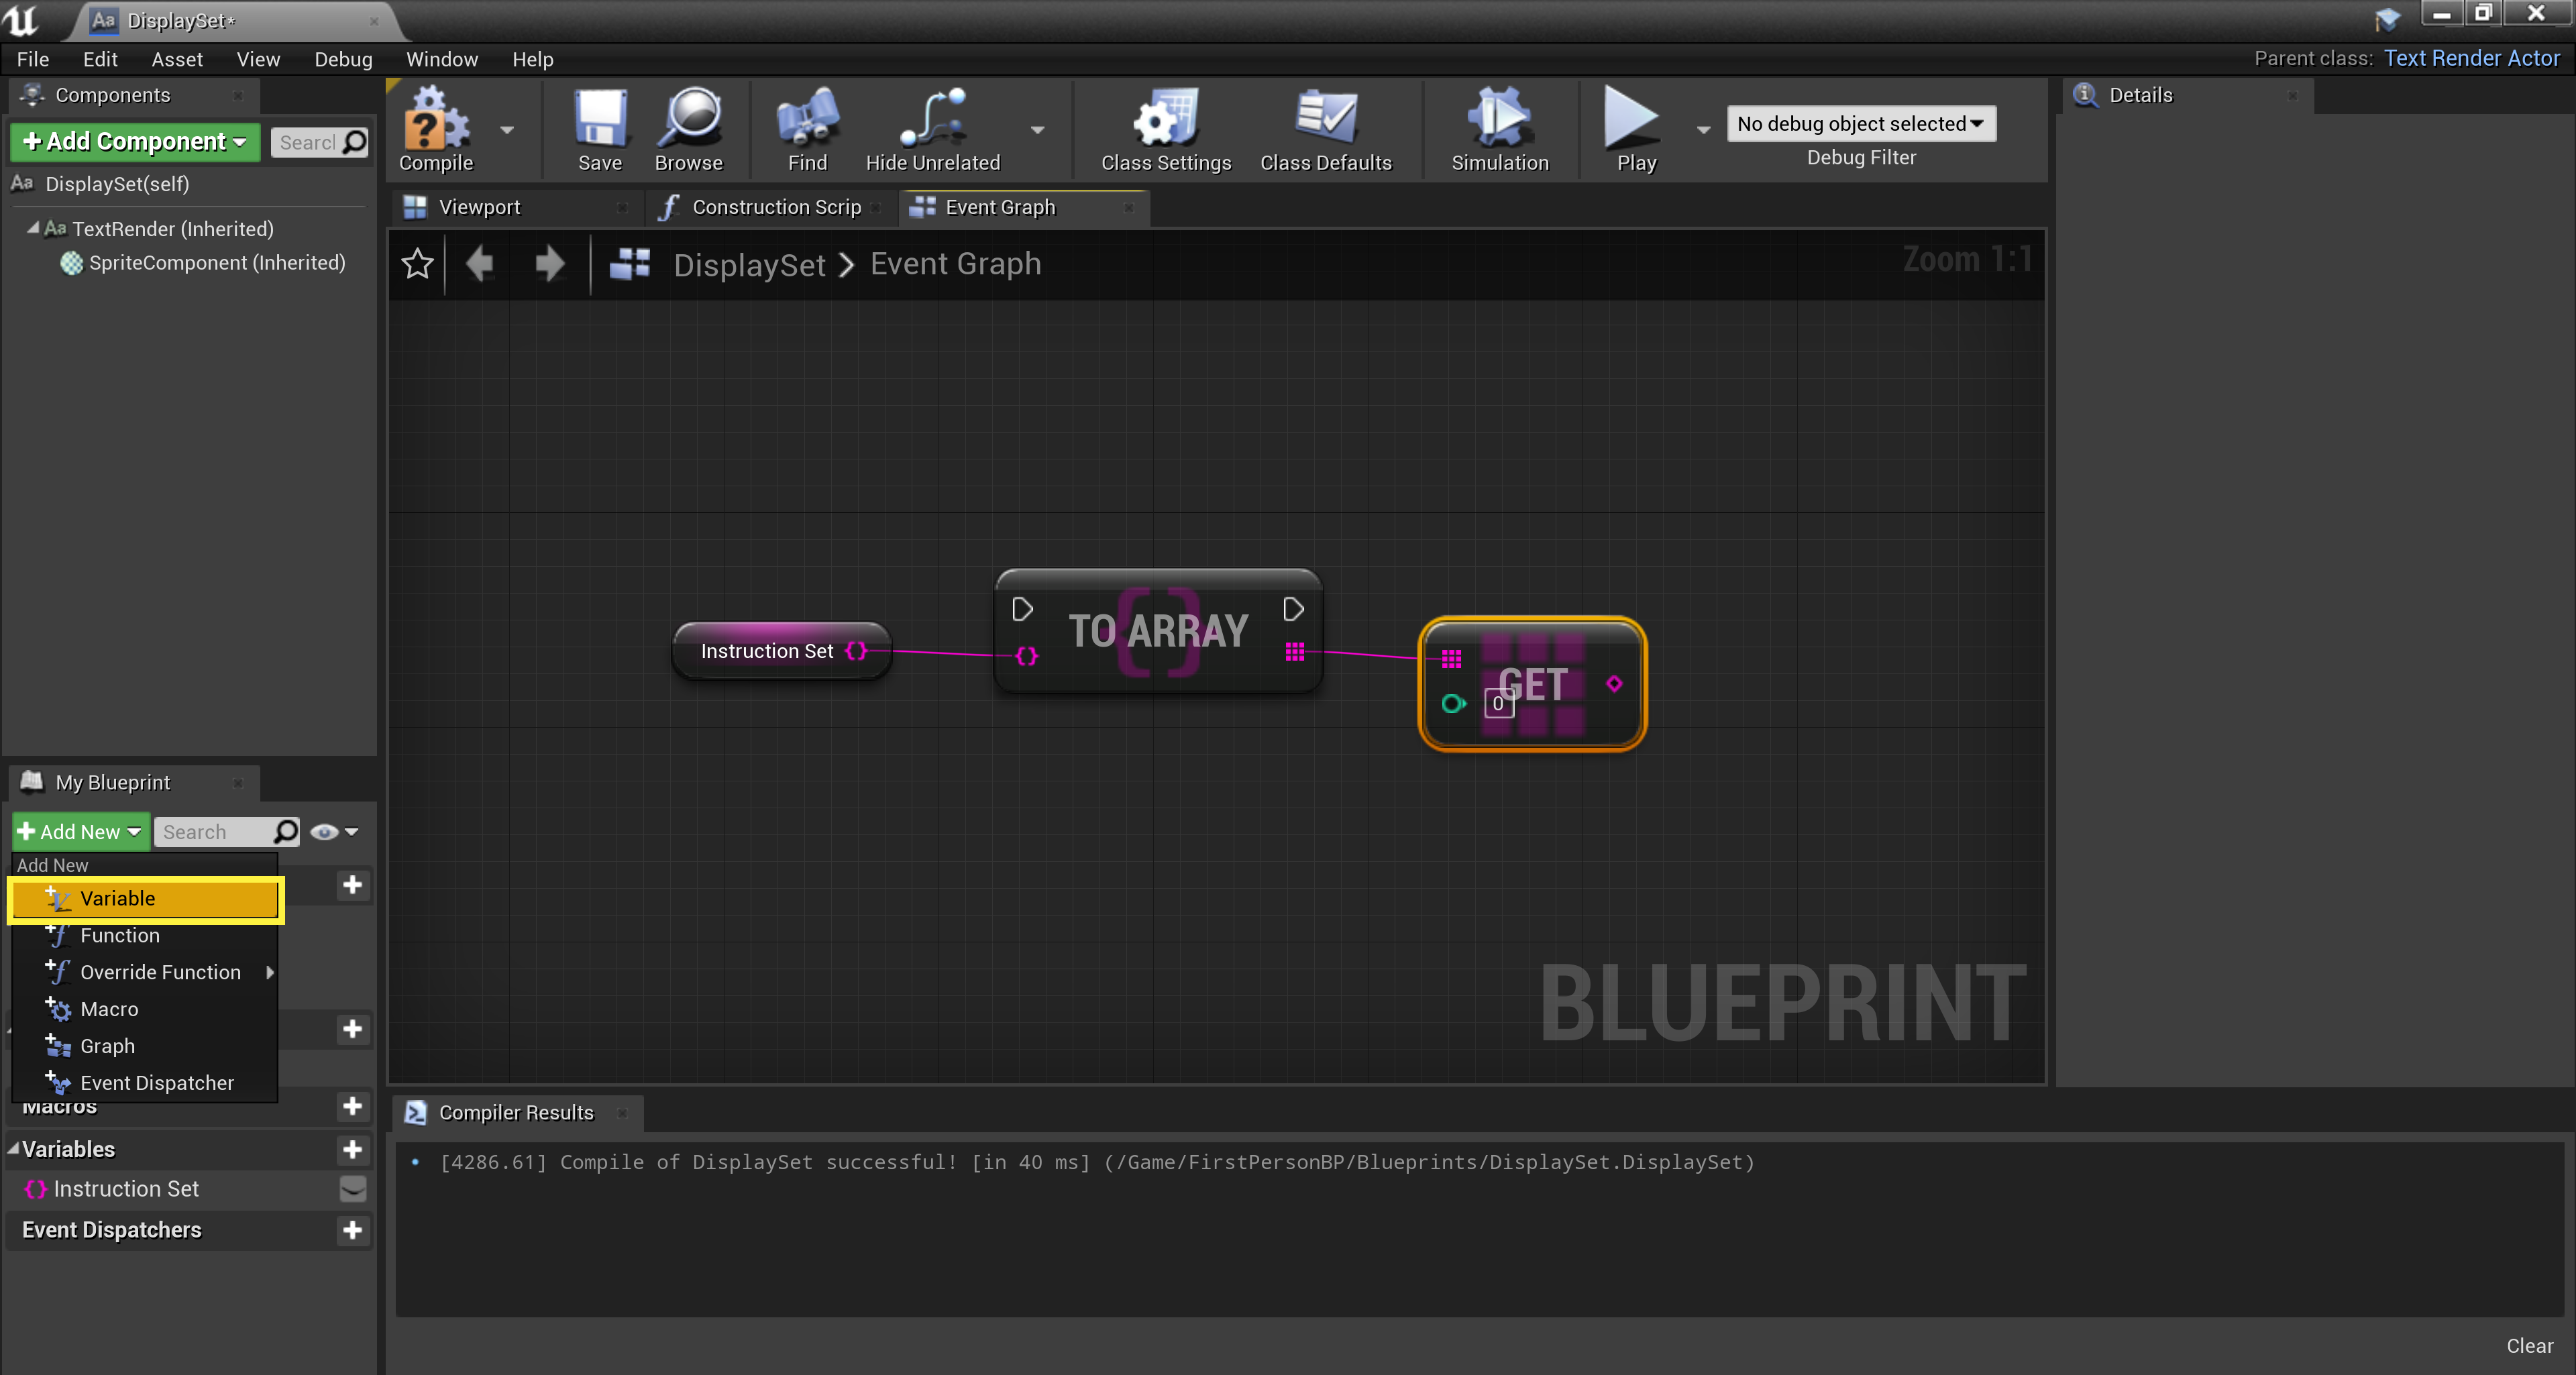 DisplaySet*
File Edit Asset View Debug Window Help
Parent class: Text Render Actor
Components
Add Component
Searcl
DisplaySet(self)
TextRender (Inherited)
SpriteComponent (Inherited)
Compile
Save
Browse
Find
Hide Unrelated
Class Settings
Class Defaults
Simulation
Play
No debug object selected
Debug Filter
Details
Viewport
Construction Scrip
Event Graph
DisplaySet > Event Graph
Zoom 1:1
Instruction Set
TO ARRAY
GET
0
BLUEPRINT
My Blueprint
Add New
Search
Add New
Variable
Function
Override Function
Macro
Graph
Event Dispatcher
Macros
Variables
Instruction Set
Event Dispatchers
Compiler Results
[4286.61] Compile of DisplaySet successful! [in 40 ms] (/Game/FirstPersonBP/Blueprints/DisplaySet.DisplaySet)
Clear